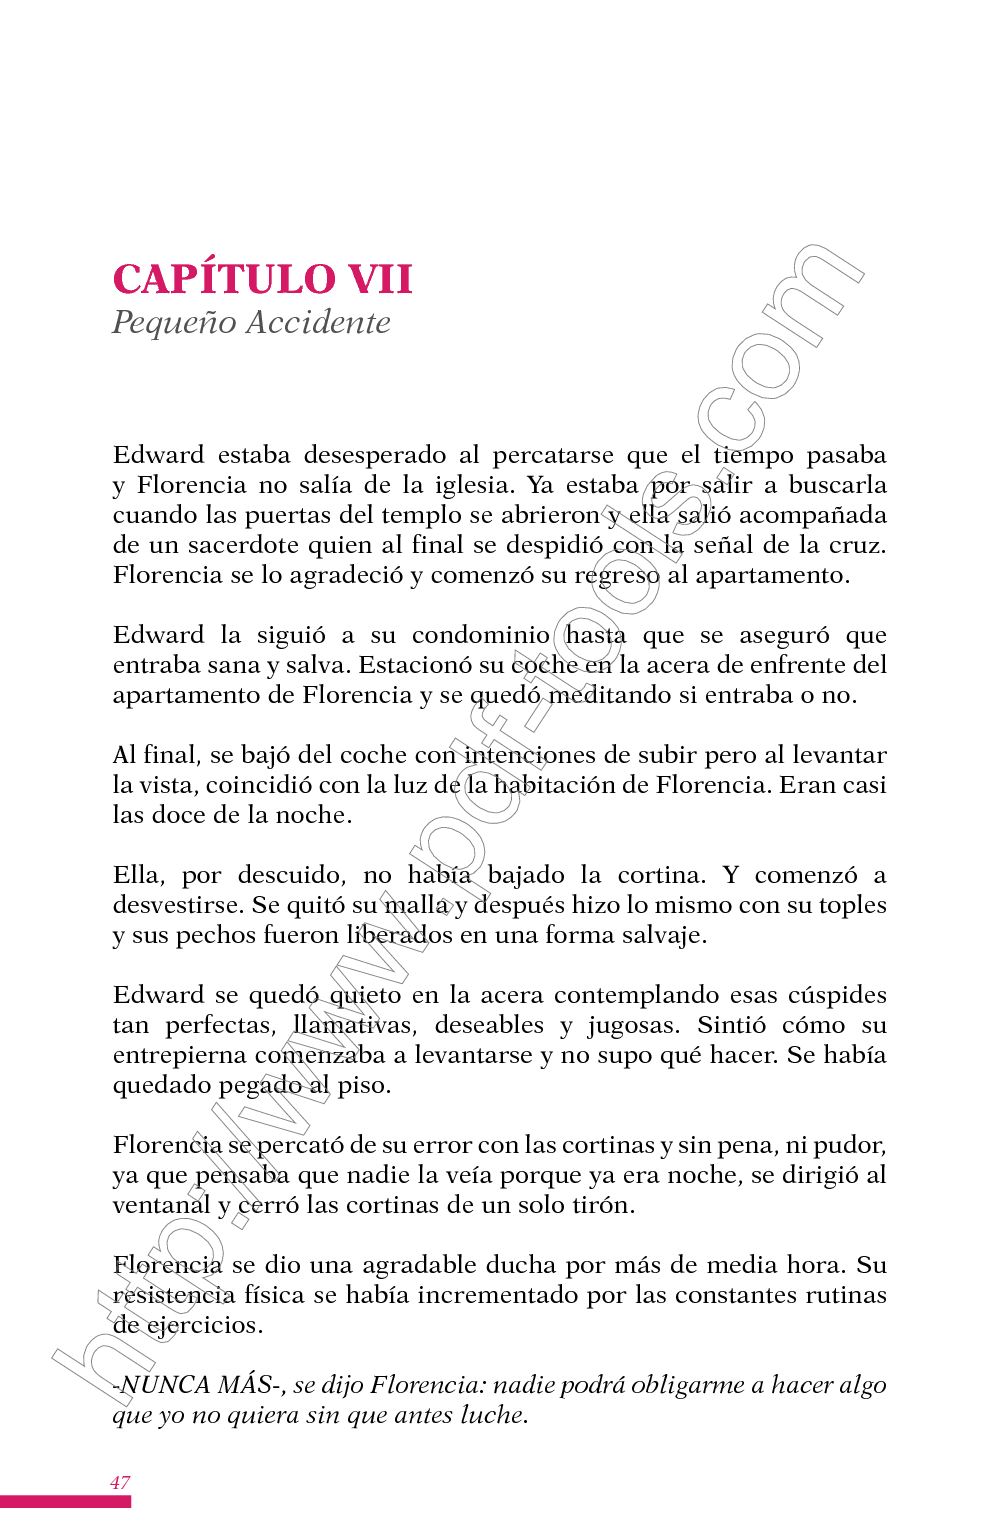 CAPÍTULO VII
Pequeño Accidente
Edward estaba desesperado al percatarse que el tiempo pasaba
y Florencia no salía de la iglesia. Ya estaba por salir a buscarla
cuando las puertas del templo se abrieron y ella salió acompañada
de un sacerdote quien al final se despidió con la señal de la cruz.
Florencia se lo agradeció y comenzó su regreso al apartamento.
Edward la siguió a su condominio hasta que se aseguró que
entraba sana y salva. Estacionó su coche en la acera de enfrente del
apartamento de Florencia y se quedó meditando si entraba o no.
Al final, se bajó del coche con intenciones de subir pero al levantar
la vista, coincidió con la luz de la habitación de Florencia. Eran casi
las doce de la noche.
Ella, por descuido, no había bajado la cortina. Y comenzó a
desvestirse. Se quitó su malla y después hizo lo mismo con su toples
y sus pechos fueron liberados en una forma salvaje.
Edward se quedó quieto en la acera contemplando esas cúspides
tan perfectas, llamativas, deseables y jugosas. Sintió cómo su
entrepierna comenzaba a levantarse y no supo qué hacer. Se había
quedado pegado al piso.
Florencia se percató de su error con las cortinas y sin pena, ni pudor,
ya que pensaba que nadie la veía porque ya era noche, se dirigió al
ventanal y cerró las cortinas de un solo tirón.
Florencia se dio una agradable ducha por más de media hora. Su
resistencia física se había incrementado por las constantes rutinas
de ejercicios.
-NUNCA MÁS-, se dijo Florencia: nadie podrá obligarme a hacer algo
que yo no quiera sin que antes luche.
47
http://www.pdf-tools.com